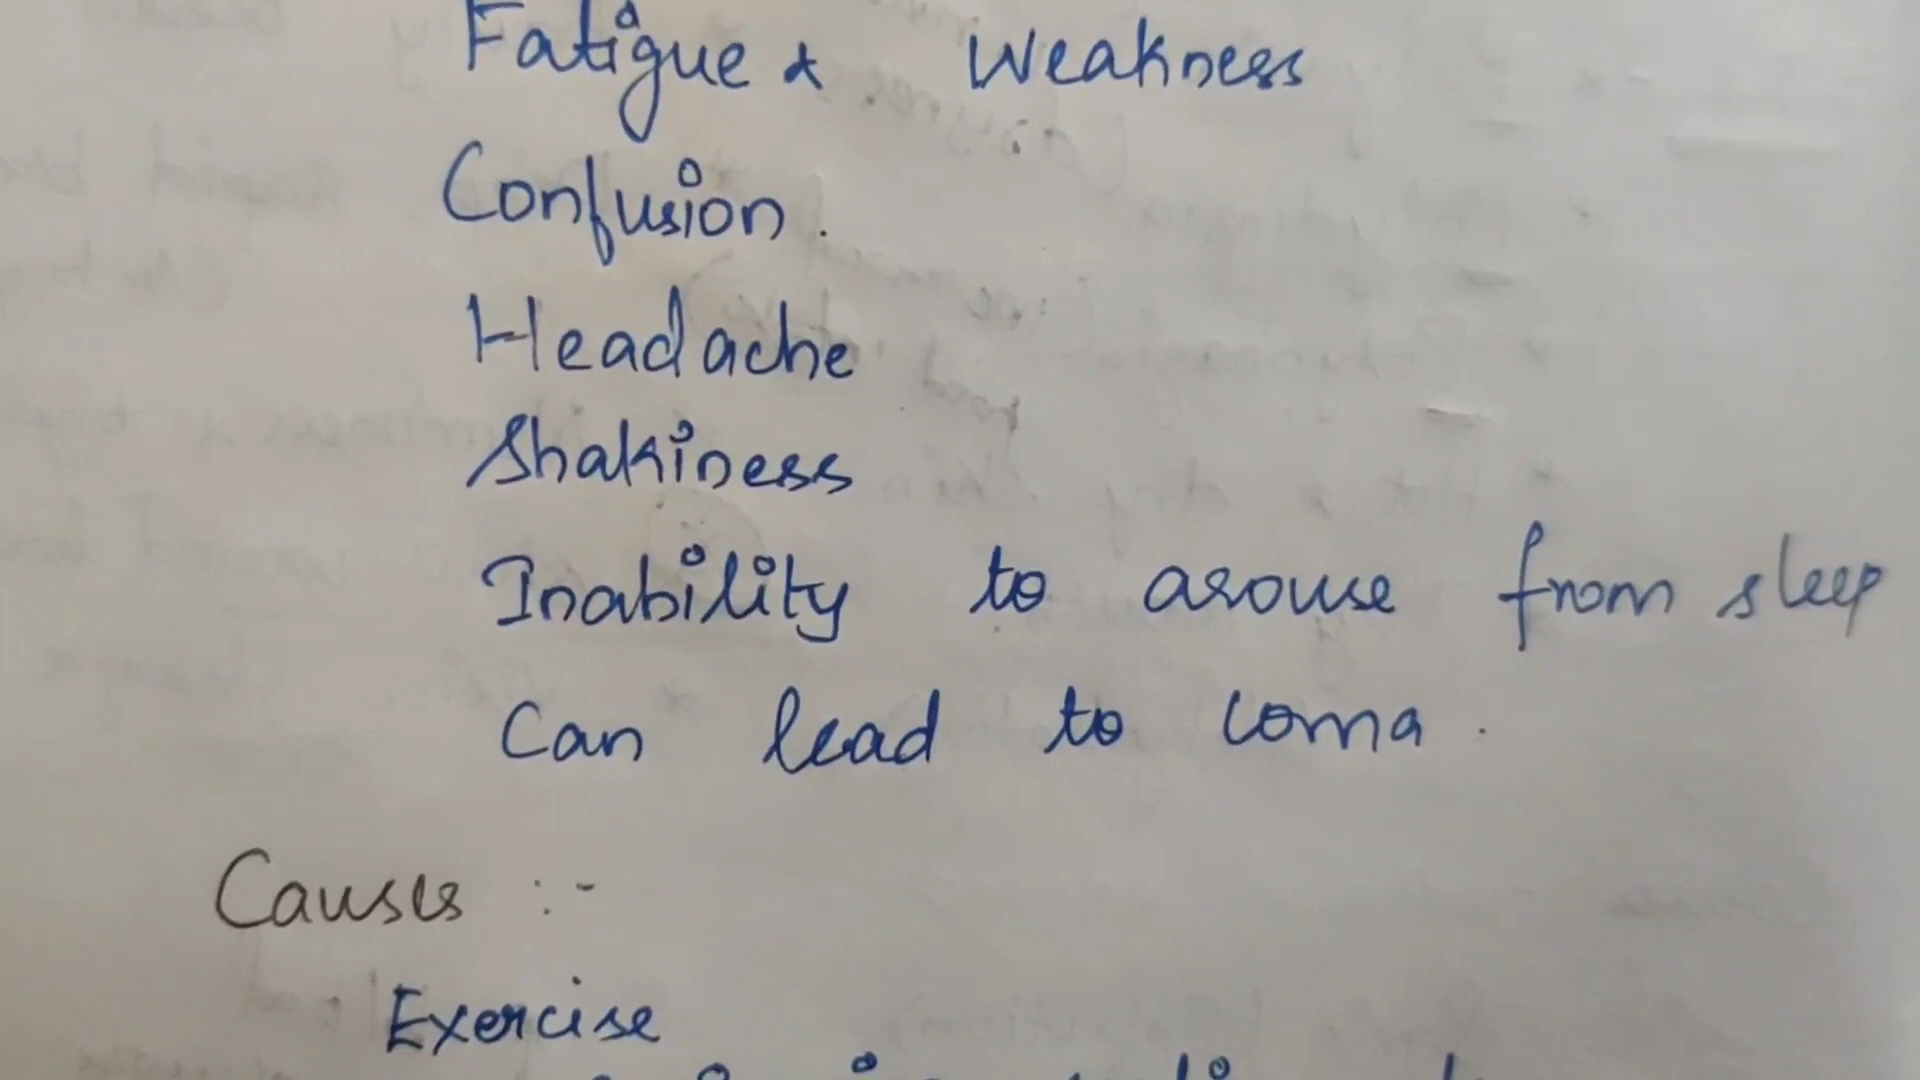 Fatigue & Weakness
Confusion.
Headache
Shakiness
Inability to arouse from sleep
Can lead to coma.
Causes :-
Exercise